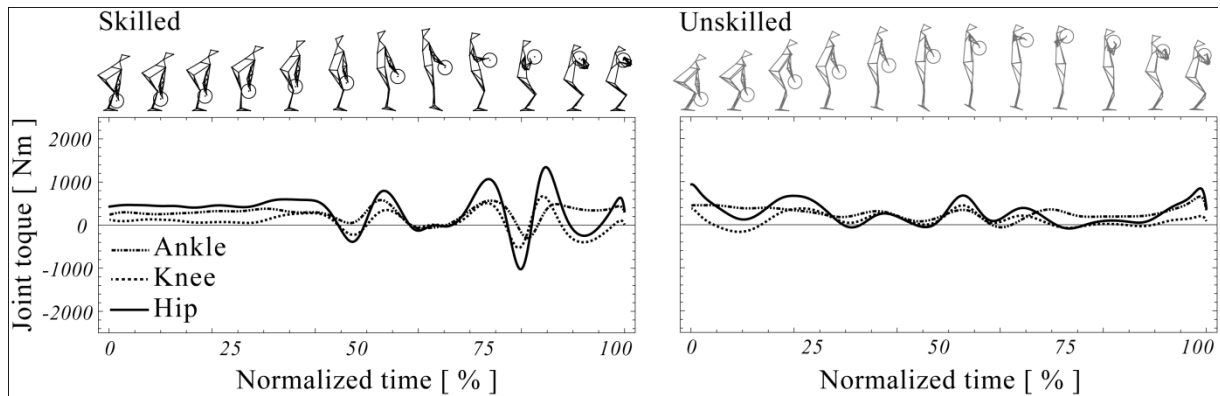 Skilled
Unskilled
Joint toque [ Nm]
2000
1000
0
-1000
-2000
Ankle
Knee
Hip
0 25 50 75 100
Normalized time [ % ]
0 25 50 75 100
Normalized time [ % ]